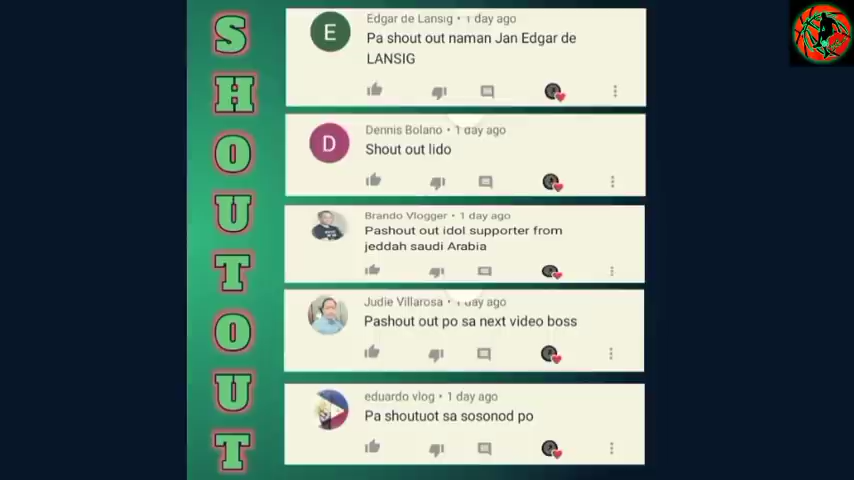 SHOUTOUT
Edgar de Lansig • 1 day ago
Pa shout out naman Jan Edgar de
LANSIG
E
Dennis Bolano • 1 day ago
Shout out lido
D
Brando Vlogger • 1 day ago
Pashout out idol supporter from
jeddah saudi Arabia
Judie Villarosa • 1 day ago
Pashout out po sa next video boss
eduardo vlog • 1 day ago
Pa shoutuot sa sosonod po